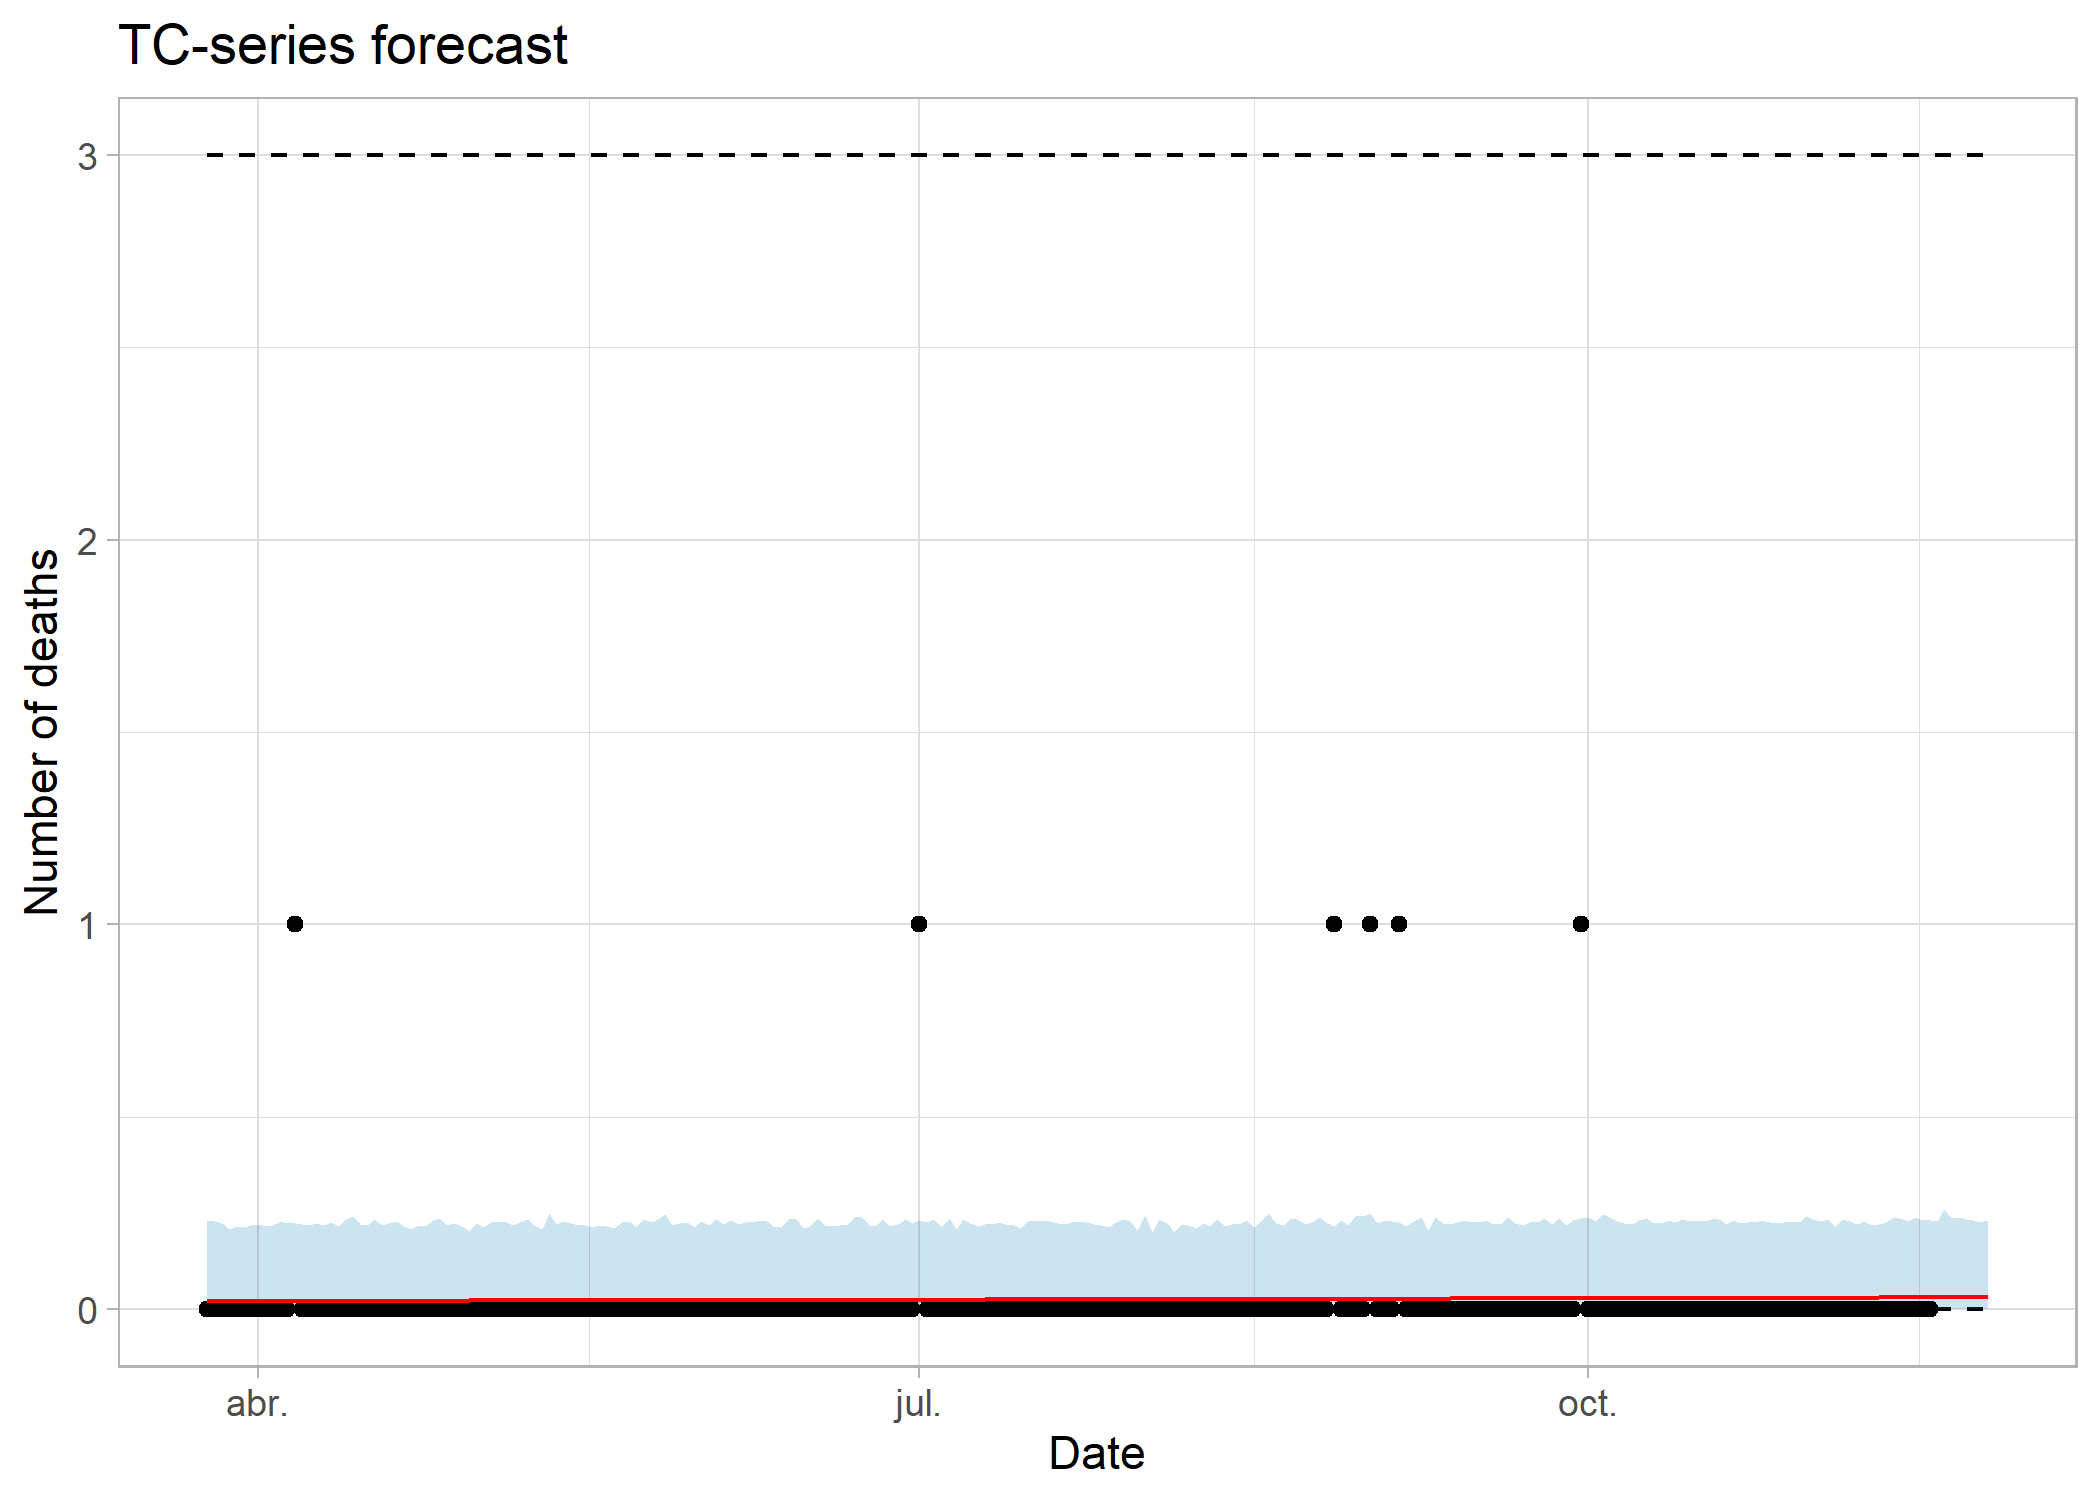 TC-series forecast
Number of deaths
3
2
1
0
abr.
jul.
oct.
Date